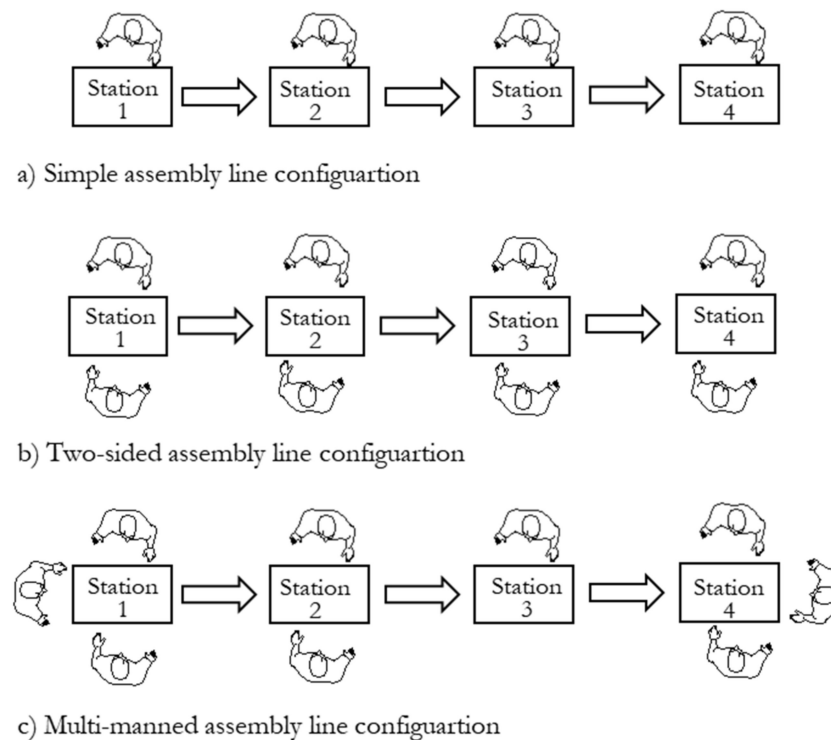 Station
1
Station
2
Station
3
Station
4
a) Simple assembly line configuartion
Station
1
Station
2
Station
3
Station
4
b) Two-sided assembly line configuartion
Station
1
Station
2
Station
3
Station
4
c) Multi-manned assembly line configuartion